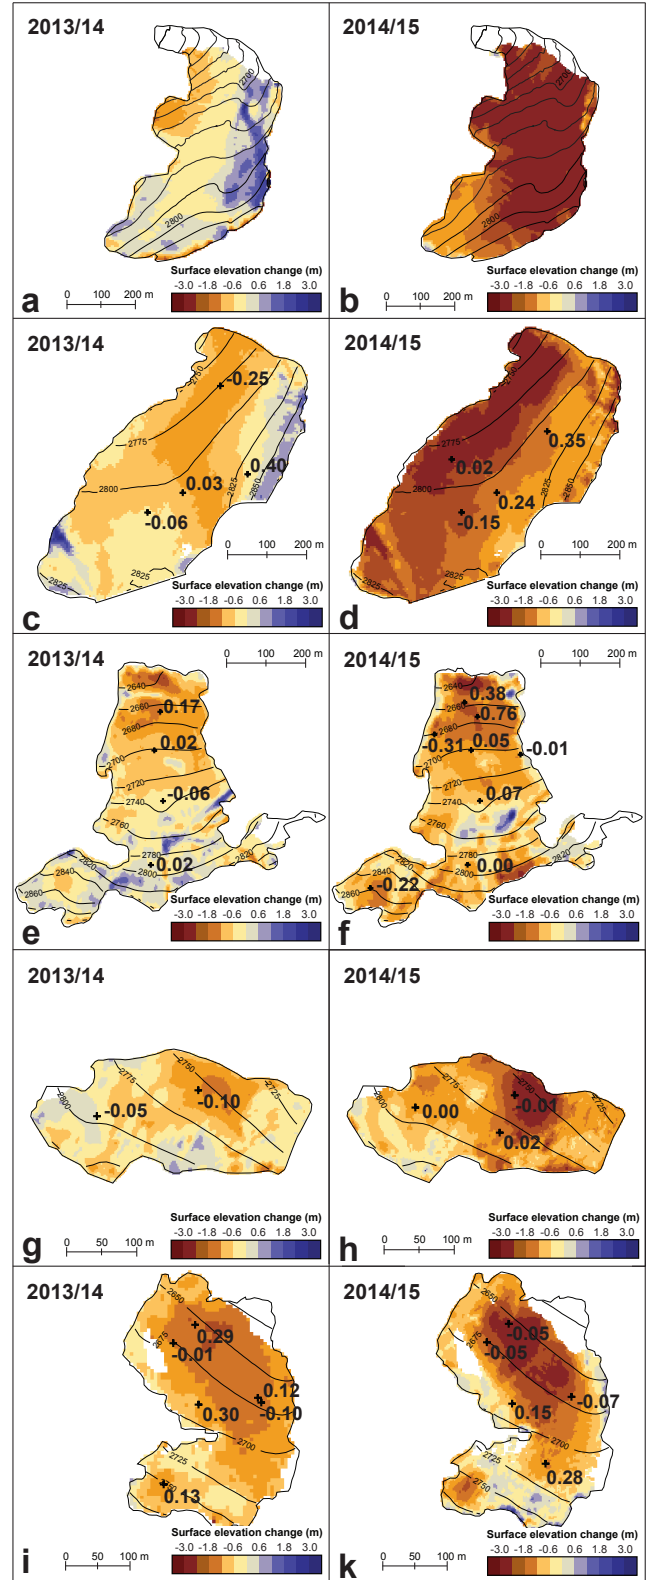 2013/14
2700
2800
Surface elevation change (m)
-3.0 -1.8 -0.6 0.6 1.8 3.0
0 100 200 m
a
2014/15
2700
2800
Surface elevation change (m)
-3.0 -1.8 -0.6 0.6 1.8 3.0
0 100 200 m
b
2013/14
2750
-0.25
2775
0.40
2800
0.03
2825
2850
-0.06
2825
2825
0 100 200 m
Surface elevation change (m)
-3.0 -1.8 -0.6 0.6 1.8 3.0
c
2014/15
2750
0.35
2775
0.02
2800
0.24
2825
2850
-0.15
2825
2825
0 100 200 m
Surface elevation change (m)
-3.0 -1.8 -0.6 0.6 1.8 3.0
d
2013/14
0 100 200 m
2640
2660
0.17
2680
0.02
2700
2720
-0.06
2740
2760
2780
2820
2820
0.02
2840
2800
2860
Surface elevation change (m)
-3.0 -1.8 -0.6 0.6 1.8 3.0
e
2014/15
0 100 200 m
2640
0.38
2660
0.76
2680
-0.31
0.05
-0.01
2700
2720
0.07
2740
2760
2780
2820
2820
0.00
2840
2800
-0.22
2860
Surface elevation change (m)
-3.0 -1.8 -0.6 0.6 1.8 3.0
f
2013/14
2750
2775
2725
2800
-0.10
-0.05
Surface elevation change (m)
-3.0 -1.8 -0.6 0.6 1.8 3.0
0 50 100 m
g
2014/15
2750
2775
2725
2800
-0.01
0.00
0.02
Surface elevation change (m)
-3.0 -1.8 -0.6 0.6 1.8 3.0
0 50 100 m
h
2013/14
2650
0.29
2675
-0.01
0.12
-0.10
0.30
2700
2725
2750
0.13
Surface elevation change (m)
-3.0 -1.8 -0.6 0.6 1.8 3.0
0 50 100 m
i
2014/15
2650
-0.05
2675
-0.05
-0.07
0.15
2700
2725
0.28
2750
Surface elevation change (m)
-3.0 -1.8 -0.6 0.6 1.8 3.0
0 50 100 m
k